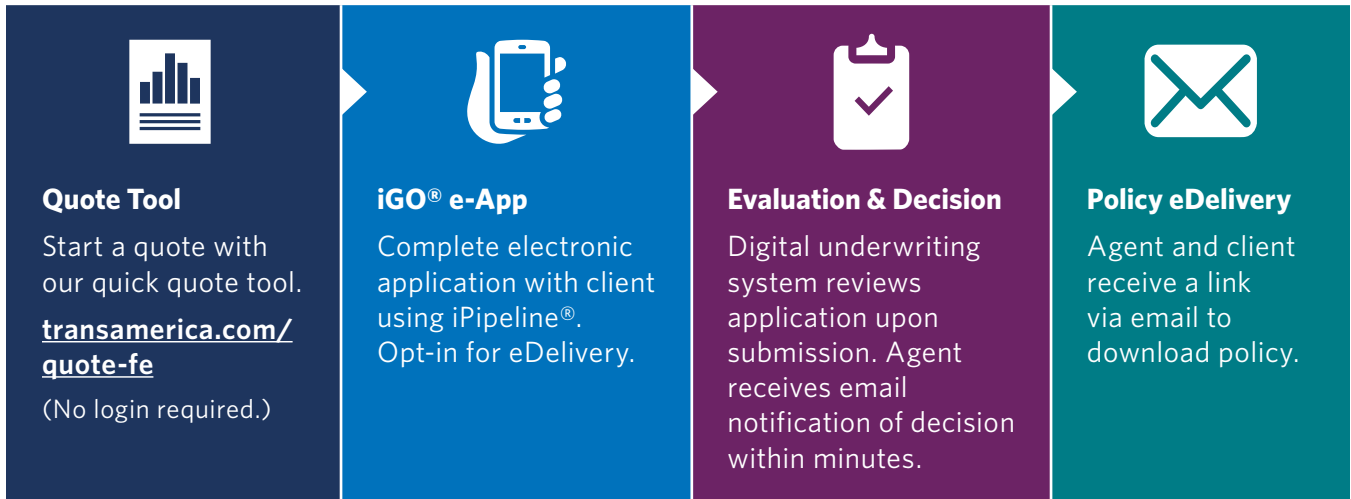 Quote Tool
Start a quote with
our quick quote tool.
transamerica.com/
quote-fe
(No login required.)
iGO® e-App
Complete electronic
application with client
using iPipeline®.
Opt-in for eDelivery.
Evaluation & Decision
Digital underwriting
system reviews
application upon
submission. Agent
receives email
notification of decision
within minutes.
Policy eDelivery
Agent and client
receive a link
via email to
download policy.